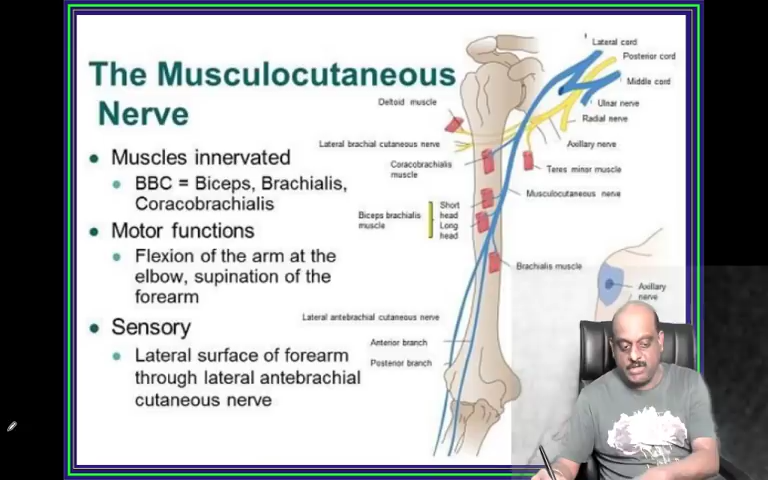 The Musculocutaneous
Nerve
Muscles innervated
BBC = Biceps, Brachialis,
Coracobrachialis
Motor functions
Flexion of the arm at the
elbow, supination of the
forearm
Sensory
Lateral surface of forearm
through lateral antebrachial
cutaneous nerve
Lateral cord
Posterior cord
Middle cord
Ulnar nerve
Radial nerve
Axillary nerve
Teres minor muscle
Musculocutaneous nerve
Brachialis muscle
Deltoid muscle
Lateral brachial cutaneous nerve
Coracobrachialis
muscle
Biceps brachialis
muscle
Short
head
Long
head
Lateral antebrachial cutaneous nerve
Anterior branch
Posterior branch
Axillary
nerve